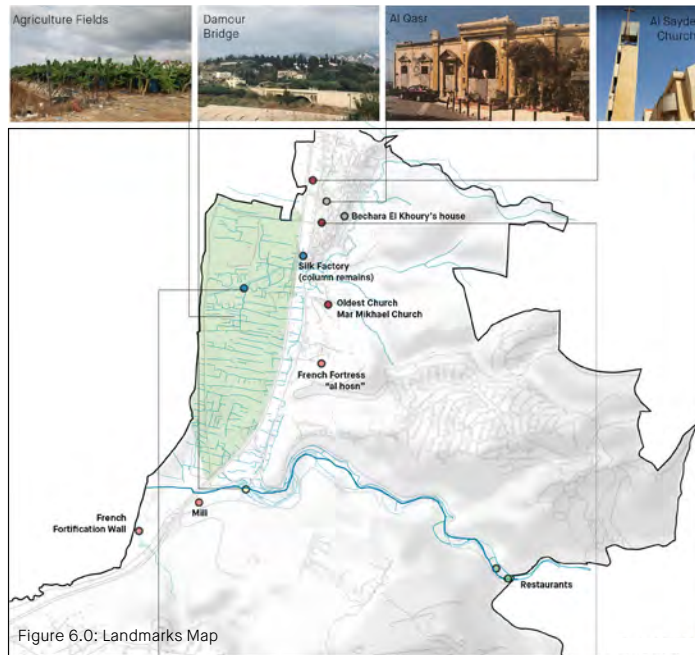 Agriculture Fields
Damour
Bridge
Al Qasr
Al Sayde
Church
Bechara El Khoury's house
Silk Factory
(column remains)
Oldest Church
Mar Mikhael Church
French Fortress
"al hosn"
French
Fortification Wall
Mill
Restaurants
Figure 6.0: Landmarks Map